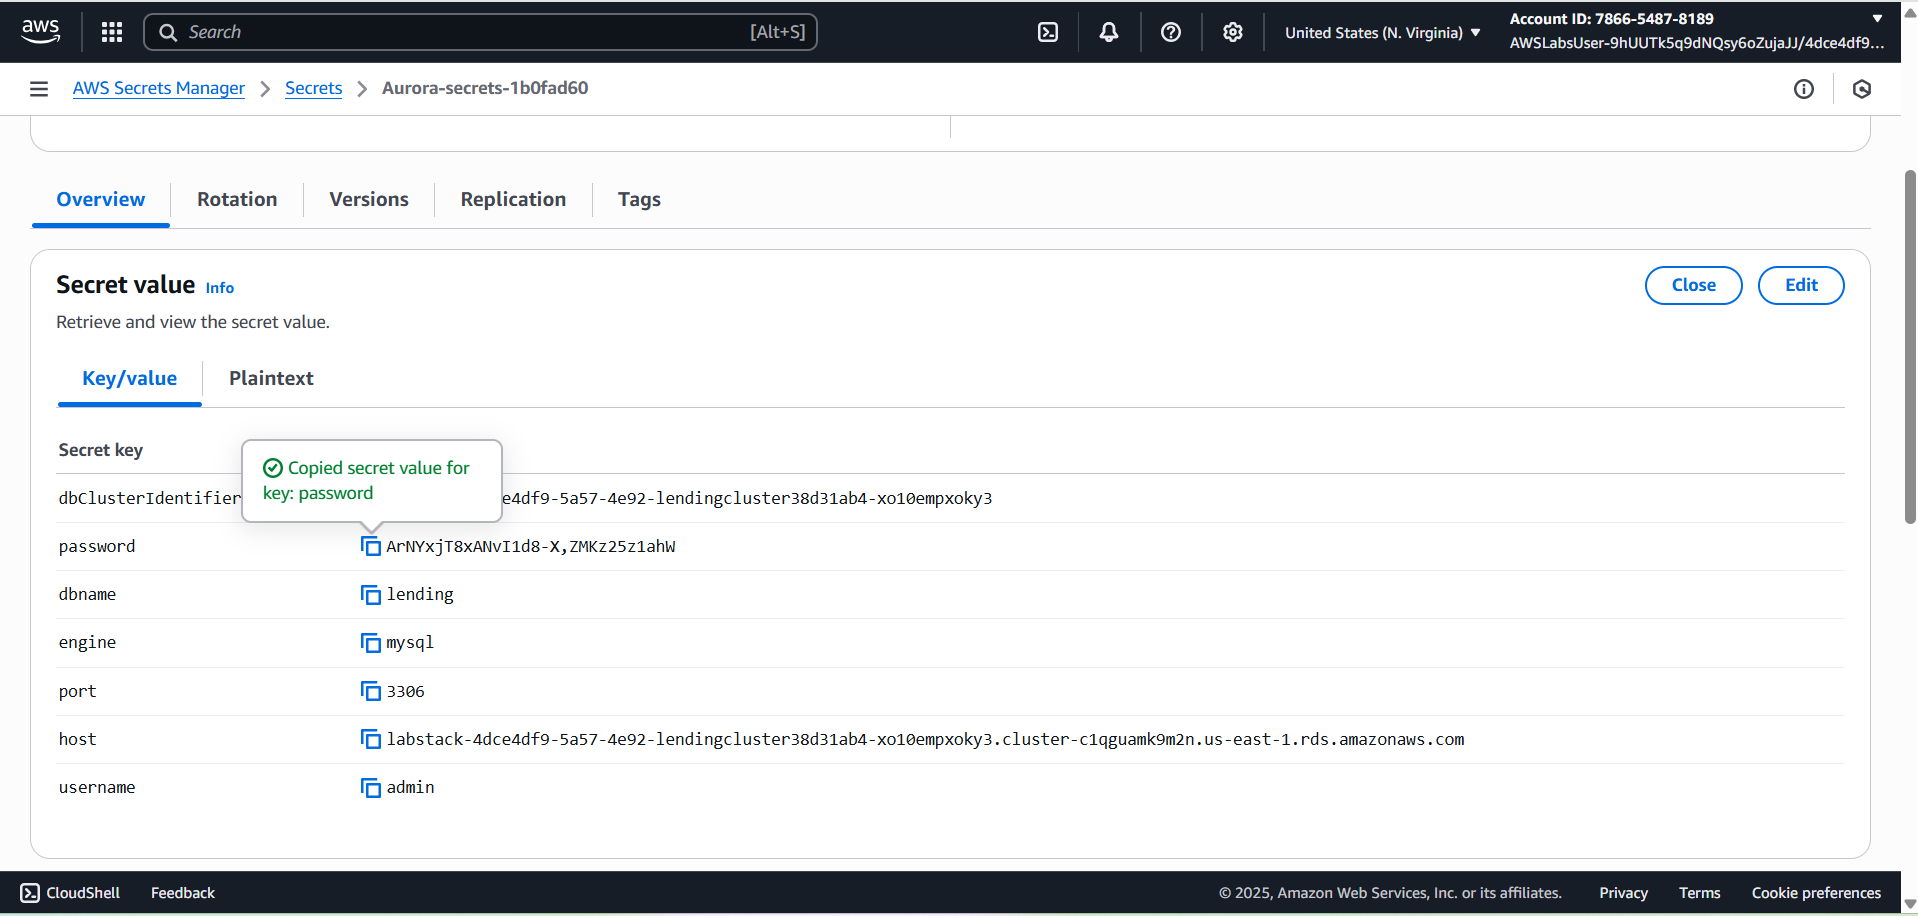 aws
Search [Alt+S]
United States (N. Virginia)
Account ID: 7866-5487-8189
AWSLabsUser-9hUUTk5q9dNQsy6oZujaJJ/4dce4df9...
AWS Secrets Manager
Secrets
Aurora-secrets-1b0fad60
Overview
Rotation
Versions
Replication
Tags
Secret value Info
Close
Edit
Retrieve and view the secret value.
Key/value
Plaintext
Secret key
Copied secret value for
key: password
dbClusterIdentifier e4df9-5a57-4e92-lendingcluster38d31ab4-xo10empxoky3
password ArNYxjT8xANvI1d8-X,ZMKz25z1ahW
dbname lending
engine mysql
port 3306
host labstack-4dce4df9-5a57-4e92-lendingcluster38d31ab4-xo10empxoky3.cluster-c1qguamk9m2n.us-east-1.rds.amazonaws.com
username admin
CloudShell
Feedback
© 2025, Amazon Web Services, Inc. or its affiliates.
Privacy
Terms
Cookie preferences